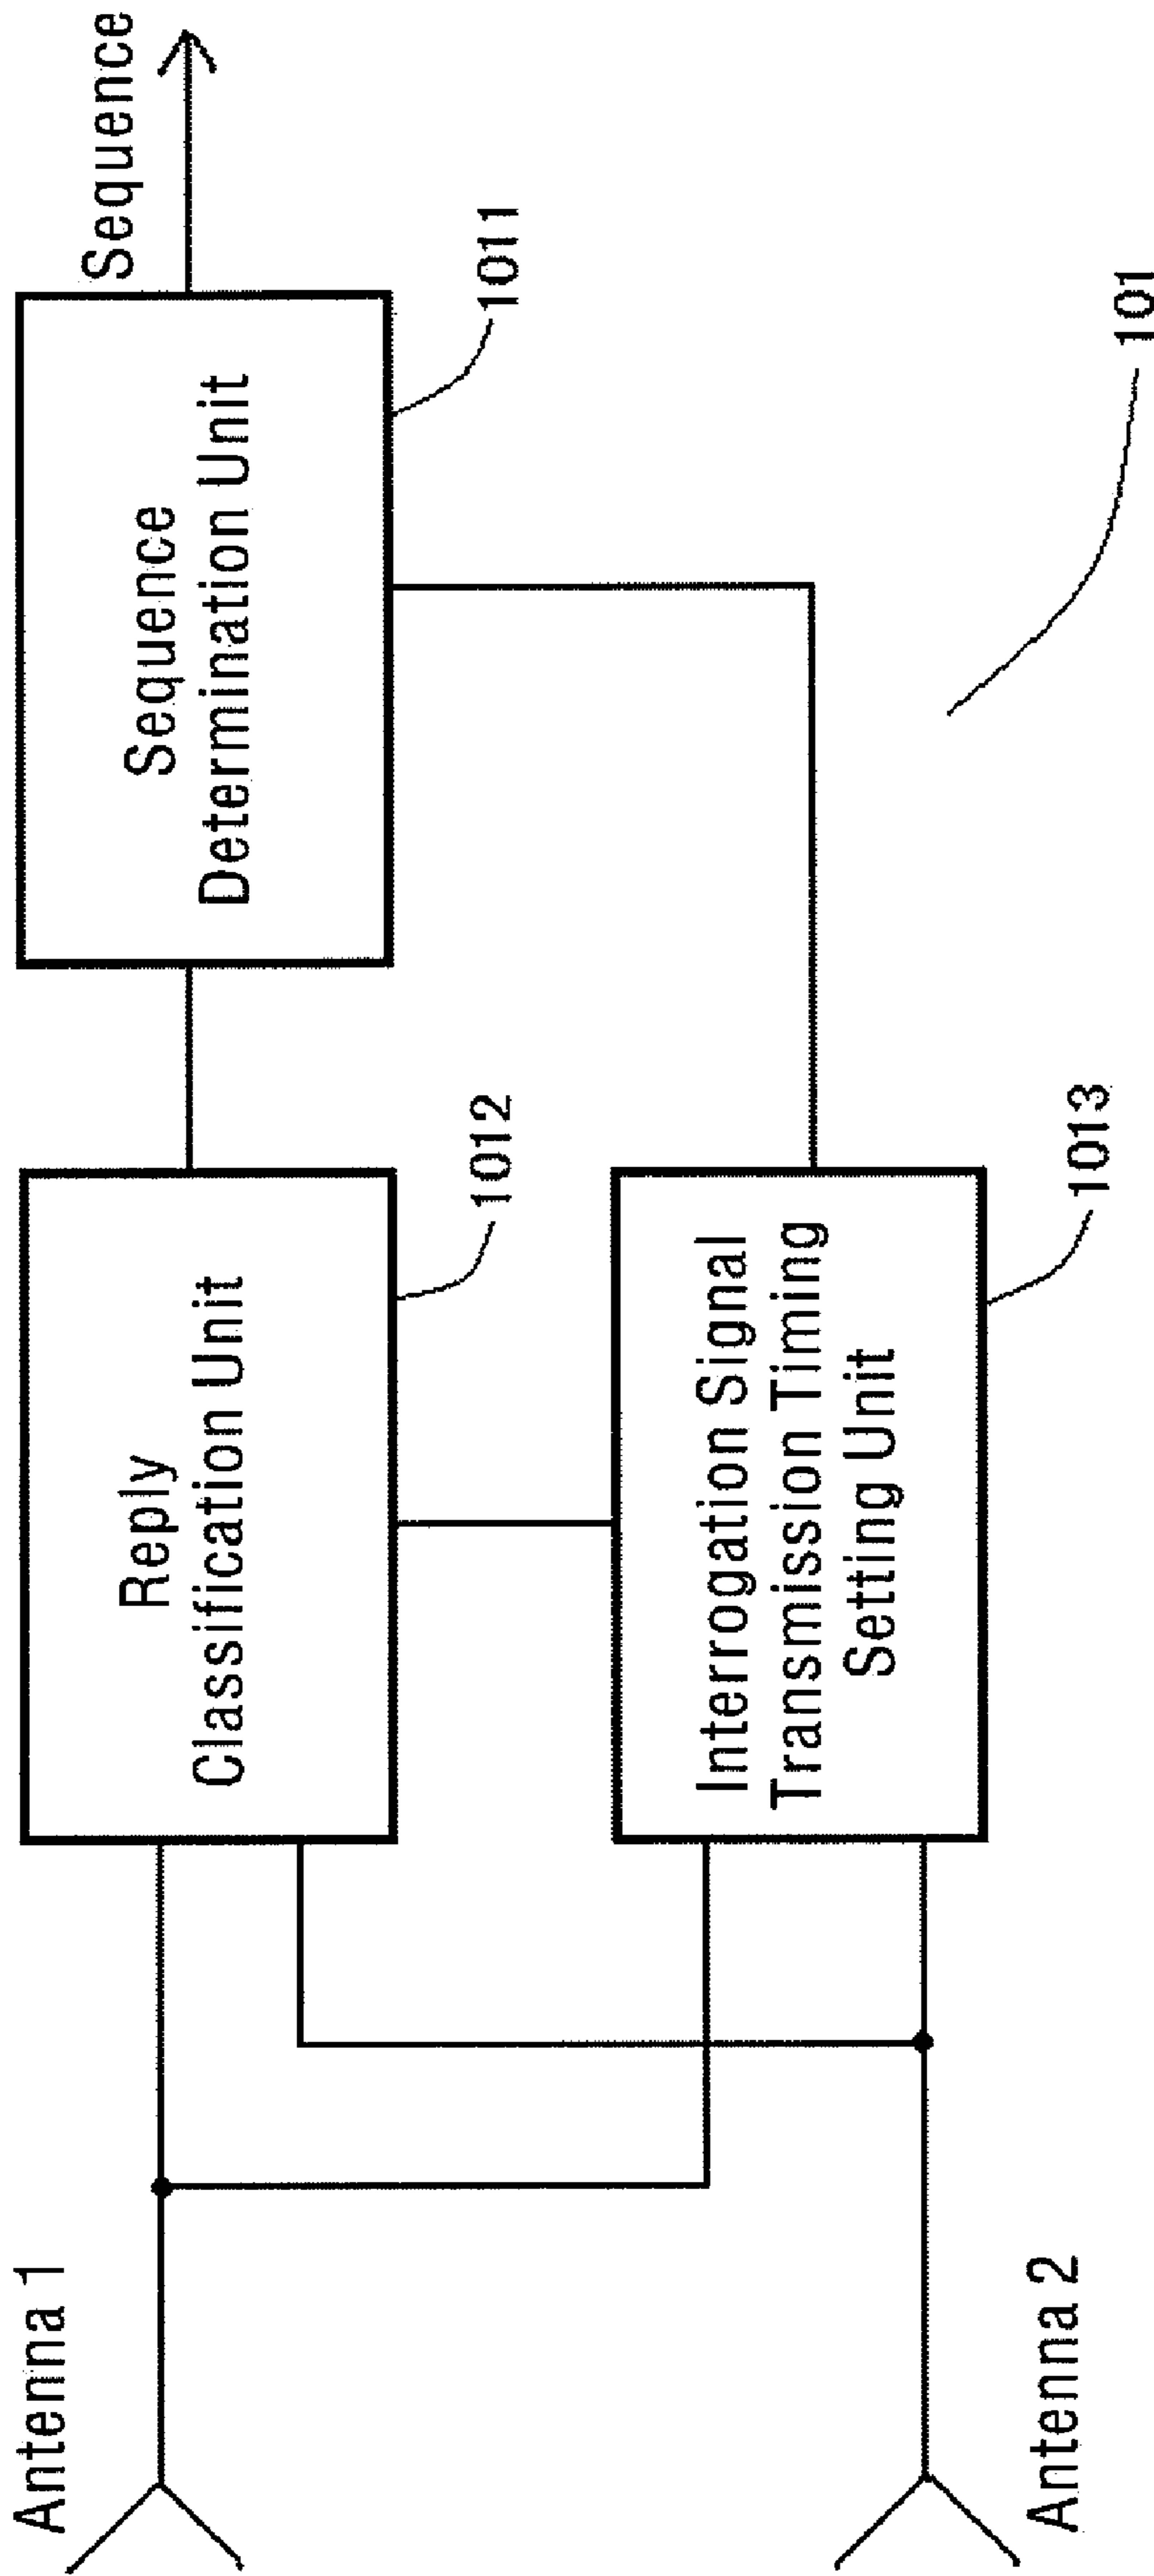 Antenna 1
Reply
Classification Unit
1012
Sequence
Determination Unit
1011
Sequence
Antenna 2
Interrogation Signal
Transmission Timing
Setting Unit
1013
101